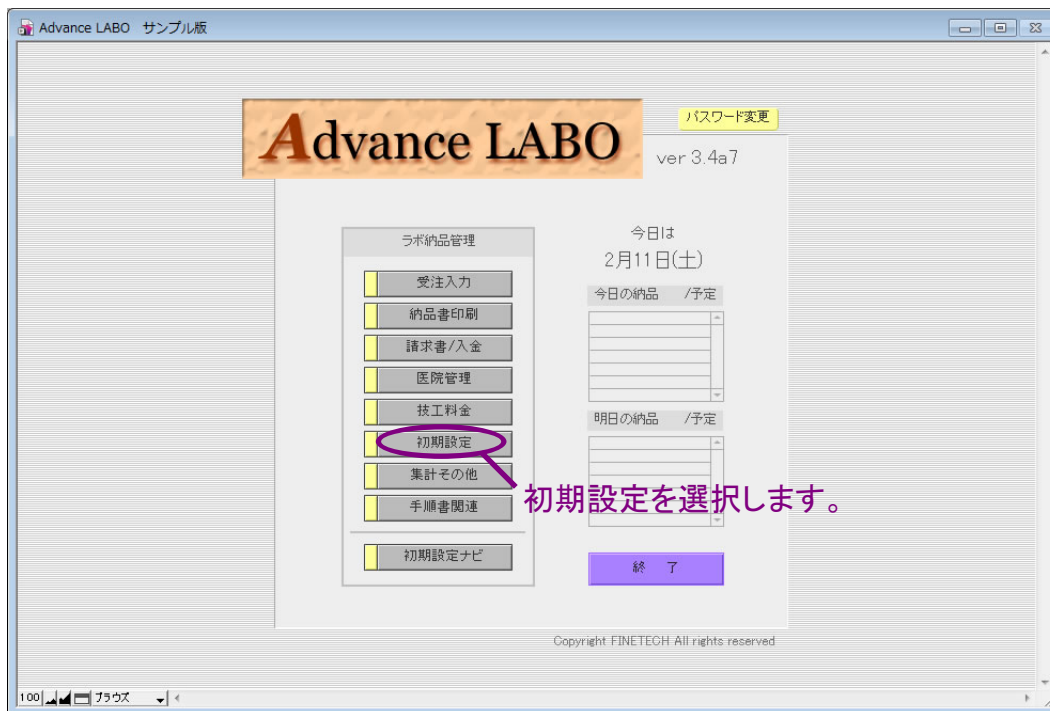 Advance LABO サンプル版
Advance LABO
パスワード変更
ver 3.4a7
ラボ納品管理
受注入力
納品書印刷
請求書/入金
医院管理
技工料金
初期設定
集計その他
手順書関連
初期設定ナビ
今日は
2月11日(土)
今日の納品 /予定
明日の納品 /予定
初期設定を選択します。
終 了
Copyright FINETECH All rights reserved
100 ブラウズ